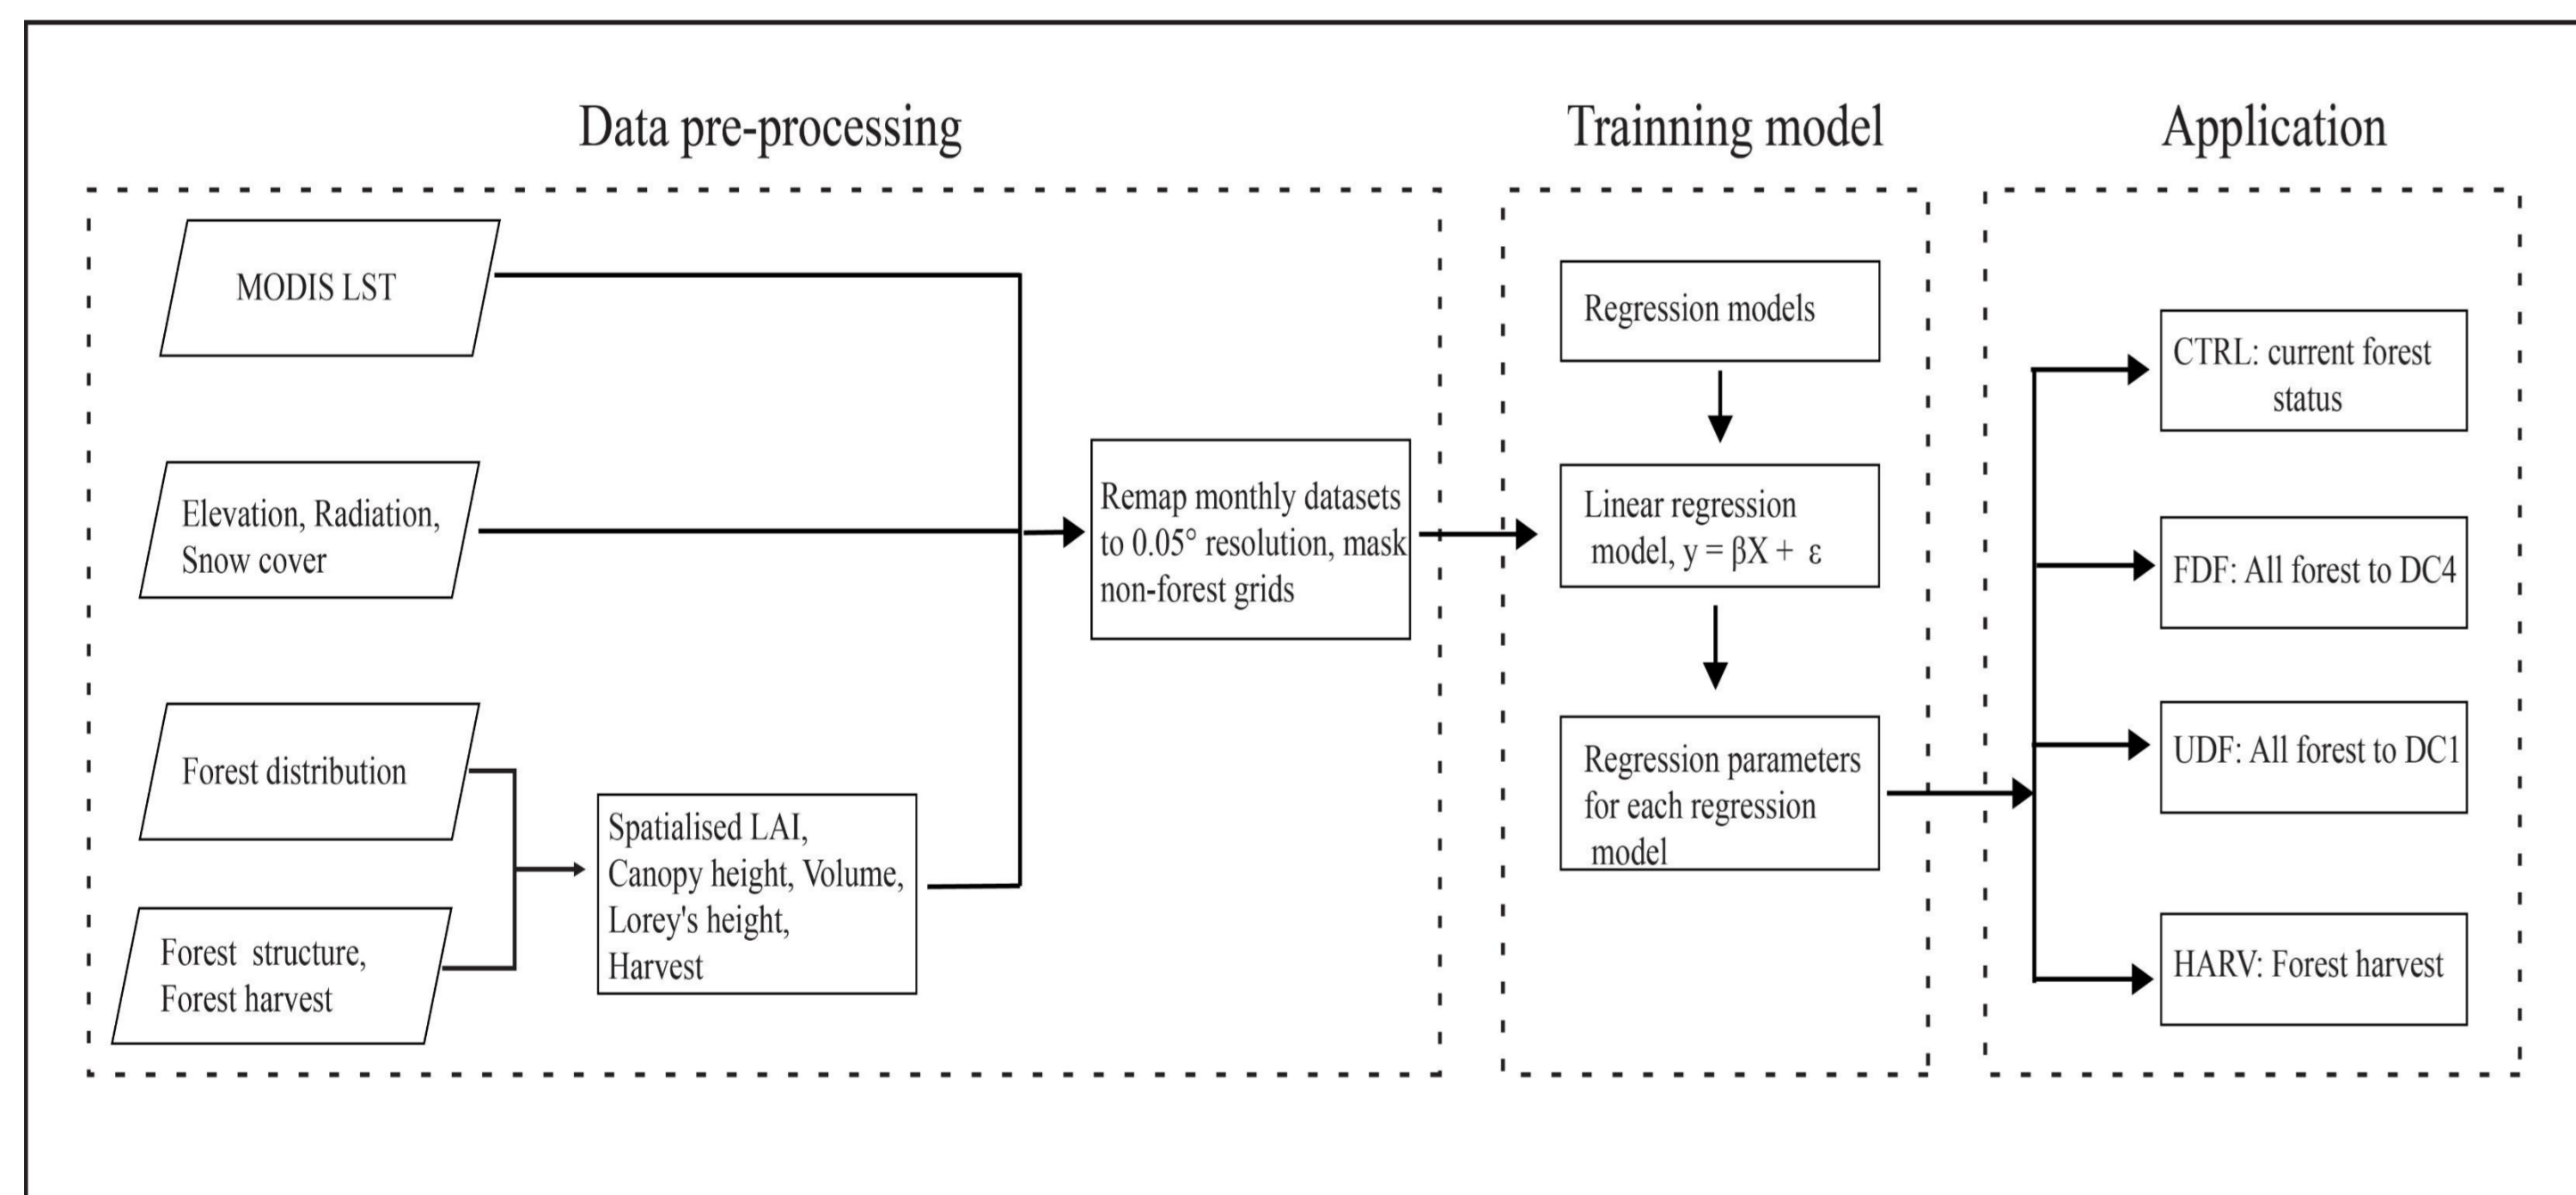 Data pre-processing
Trainning model
Application
MODIS LST
Elevation, Radiation,
Snow cover
Forest distribution
Forest structure,
Forest harvest
Spatialised LAI,
Canopy height, Volume,
Lorey's height,
Harvest
Remap monthly datasets
to 0.05° resolution, mask
non-forest grids
Regression models
Linear regression
model, y = βX + ε
Regression parameters
for each regression
model
CTRL: current forest
status
FDF: All forest to DC4
UDF: All forest to DC1
HARV: Forest harvest